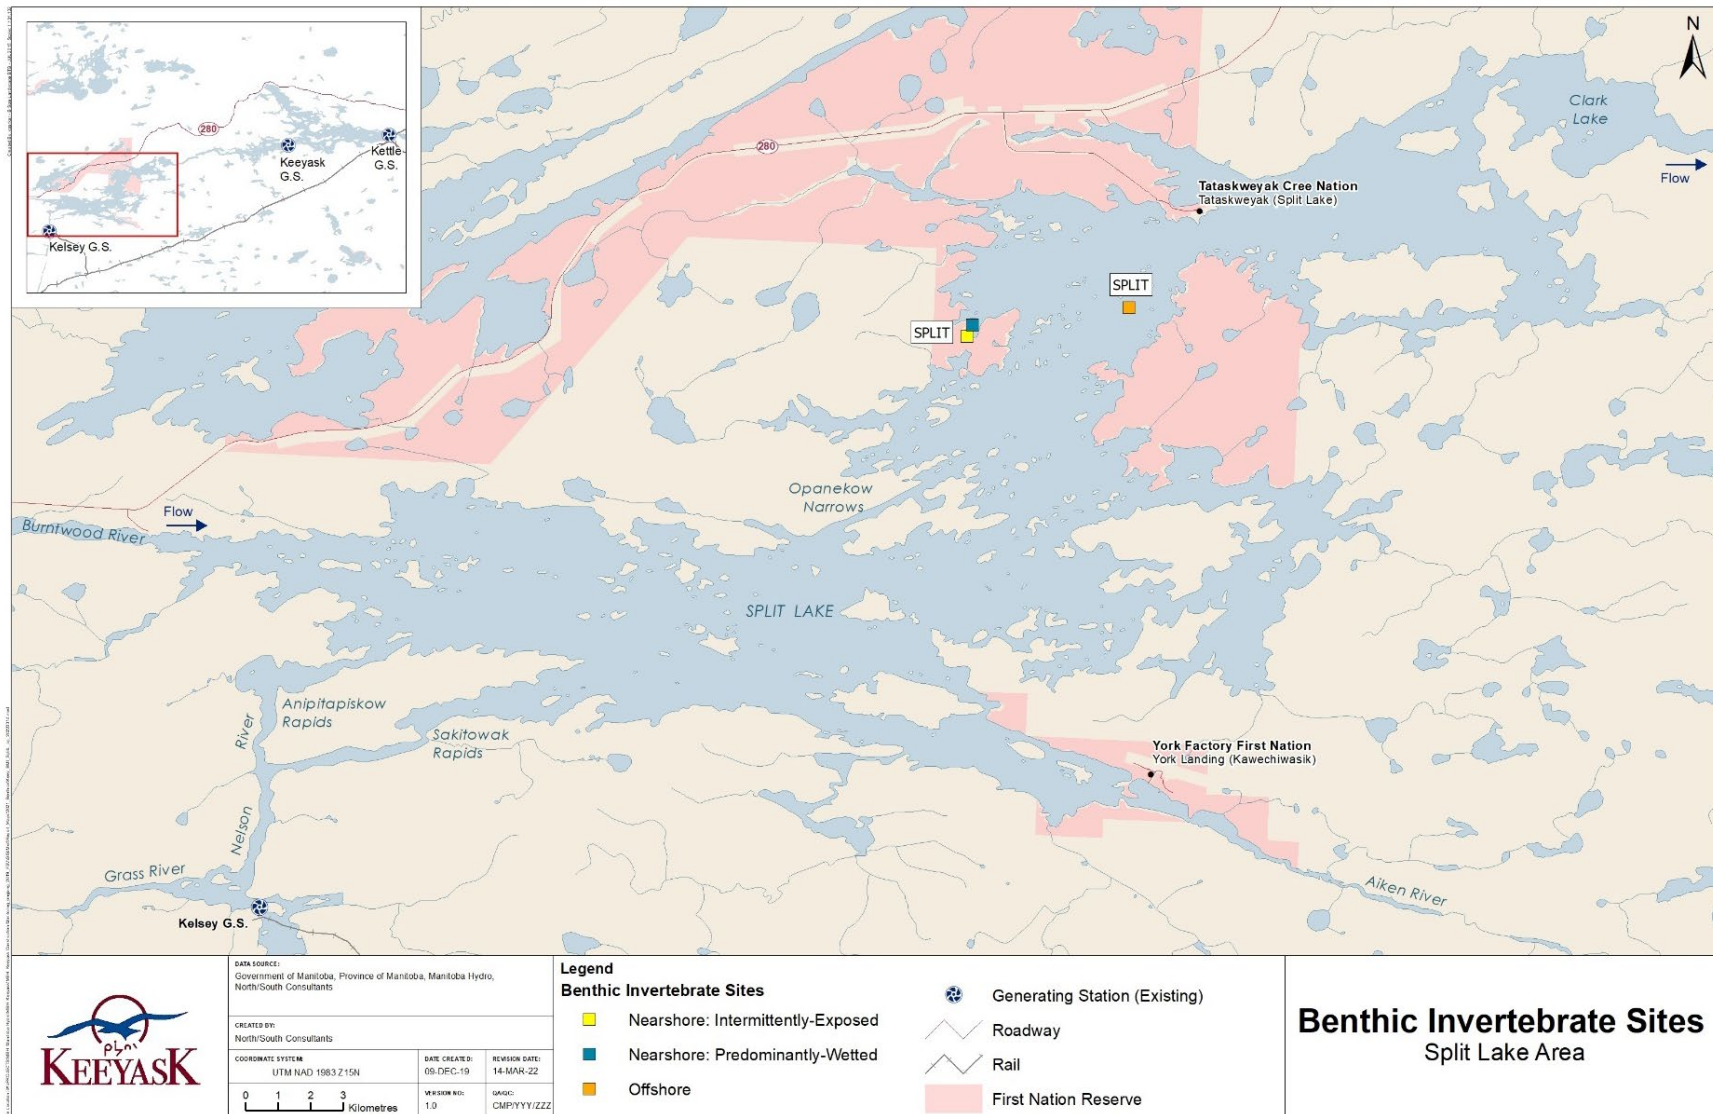 280
Keeyask
G.S.
Kettle
G.S.
Kelsey G.S.
N
Clark
Lake
Flow
280
Tataskweyak Cree Nation
Tataskweyak (Split Lake)
SPLIT
SPLIT
Opanekow
Narrows
Flow
Burntwood River
SPLIT LAKE
Anipitapiskow
Rapids
River
Sakitowak
Rapids
York Factory First Nation
York Landing (Kawechiwasik)
Nelson
Grass River
Aiken River
Kelsey G.S.
ᑭᔭᐢᐠ
KEEYASK
DATA SOURCE:
Government of Manitoba, Province of Manitoba, Manitoba Hydro,
North/South Consultants
CREATED BY:
North/South Consultants
COORDINATE SYSTEM:
UTM NAD 1983 Z15N
DATE CREATED:
09-DEC-19
REVISION DATE:
14-MAR-22
0 1 2 3
Kilometres
VERSION NO:
1.0
QA/QC:
CMP/YYY/ZZZ
Legend
Benthic Invertebrate Sites
Nearshore: Intermittently-Exposed
Nearshore: Predominantly-Wetted
Offshore
Generating Station (Existing)
Roadway
Rail
First Nation Reserve
Benthic Invertebrate Sites
Split Lake Area